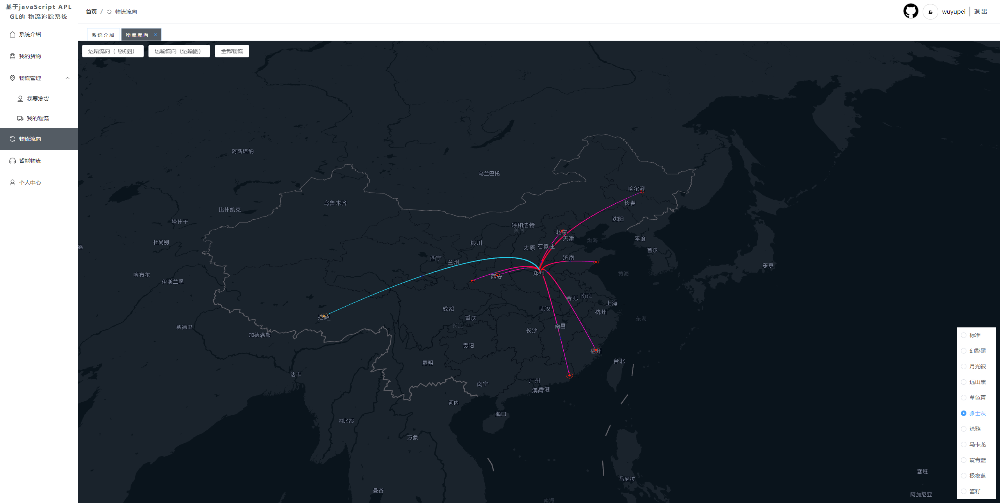 基于javaScript APL
GL的 物流追踪系统
系统介绍
我的货物
物流管理
我要发货
我的物流
物流流向
智能物流
个人中心
首页 / 物流流向
wuyupei
退出
系统介绍
物流流向
运输流向（飞线图）
运输流向（运输图）
全部物流
阿斯塔纳
乌兰巴托
哈尔滨
乌鲁木齐
长春
比什凯克
沈阳
塔什干
呼和浩特
黄河
北京
天津
渤海
平壤
杜尚别
银川
德
太原
石家庄
首尔
西宁
兰州
济南
东京
喀布尔
郑州
黄海
西安
伊斯兰堡
南京
合肥
上海
成都
武汉
杭州
拉萨
重庆
东海
长江
南昌
新德里
长沙
加德满都
贵阳
福州
台北
昆明
达卡
广州
南宁
澳门
香港
河内
海口
内比都
万象
塞班
马尼拉
曼谷
阿加尼亚
南海
标准
幻影黑
月光银
远山黛
草色青
雅士灰
涂鸦
马卡龙
靛青蓝
极夜蓝
酱籽